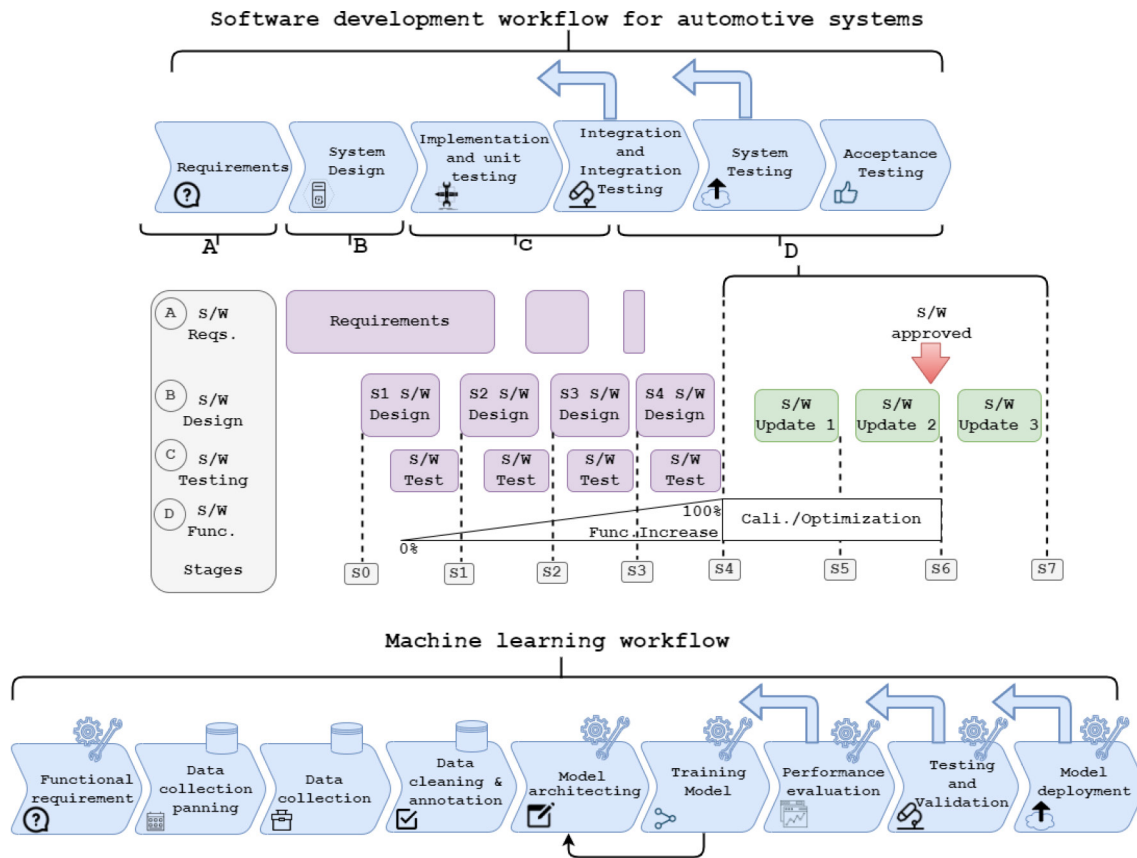 Software development workflow for automotive systems
Requirements
System
Design
Implementation
and unit
testing
Integration
and
Integration
Testing
System
Testing
Acceptance
Testing
A
B
C
D
A
S/W
Reqs.
Requirements
S/W
approved
B
S/W
Design
S1 S/W
Design
S2 S/W
Design
S3 S/W
Design
S4 S/W
Design
S/W
Update 1
S/W
Update 2
S/W
Update 3
C
S/W
Testing
S/W
Test
S/W
Test
S/W
Test
S/W
Test
D
S/W
Func.
0%
100%
Func.Increase
Cali./Optimization
Stages
S0
S1
S2
S3
S4
S5
S6
S7
Machine learning workflow
Functional
requirement
Data
collection
panning
Data
collection
Data
cleaning &
annotation
Model
architecting
Training
Model
Performance
evaluation
Testing
and
Validation
Model
deployment